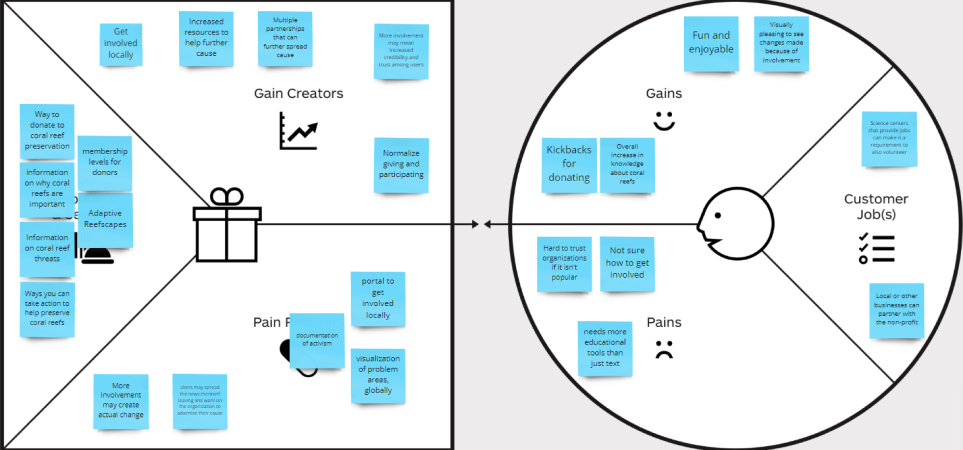 Get
involved
locally
Increased
resources to
help further
cause
Multiple
partnerships
that can
further spread
cause
More involvement
may mean
increased
credibility and
trust among users
Gain Creators
Normalize
giving and
participating
Way to
donate to
coral reef
preservation
membership
levels for
donors
Information
on why coral
reefs are
important
Adaptive
Reefscapes
Information
on coral reef
threats
Ways you can
take action to
help preserve
coral reefs
Pain
portal to
get
involved
locally
documentation
of activism
visualization
of problem
areas,
globally
More
involvement
may create
actual change
Users may spread
the news themself
leaving less work on
the organization to
advertise their cause
Fun and
enjoyable
Visually
pleasing to see
changes made
because of
involvement
Gains
Kickbacks
for
donating
Overall
increase in
knowledge
about coral
reefs
Science careers
that provide jobs
can make it a
requirement to
also volunteer
Customer
Job(s)
Hard to trust
organizations
if it isn't
popular
Not sure
how to get
involved
Local or other
businesses can
partner with
the non-profit
Pains
needs more
educational
tools than
just text